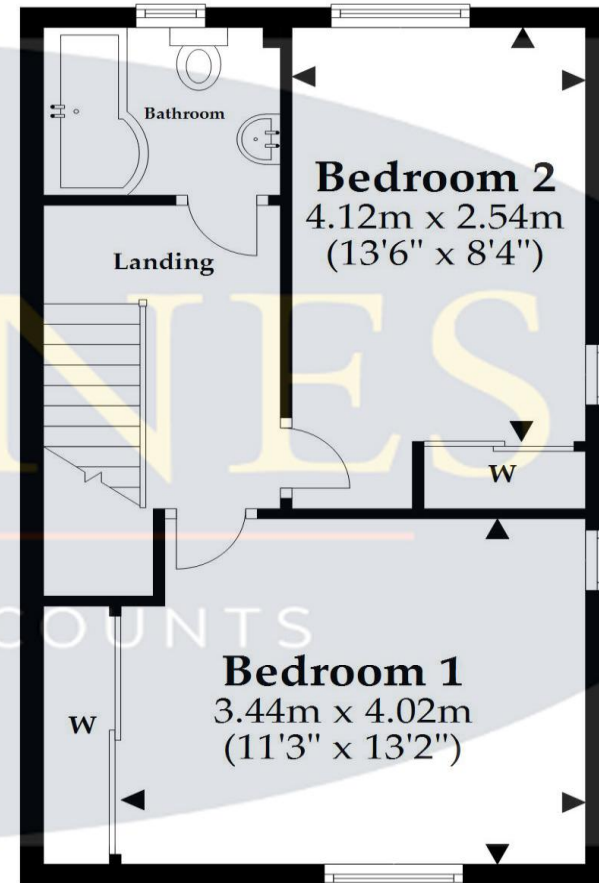 Bathroom
Bedroom 2
4.12m x 2.54m
(13'6" x 8'4")
Landing
NES
W
COUNTS
Bedroom 1
3.44m x 4.02m
(11'3" x 13'2")
W